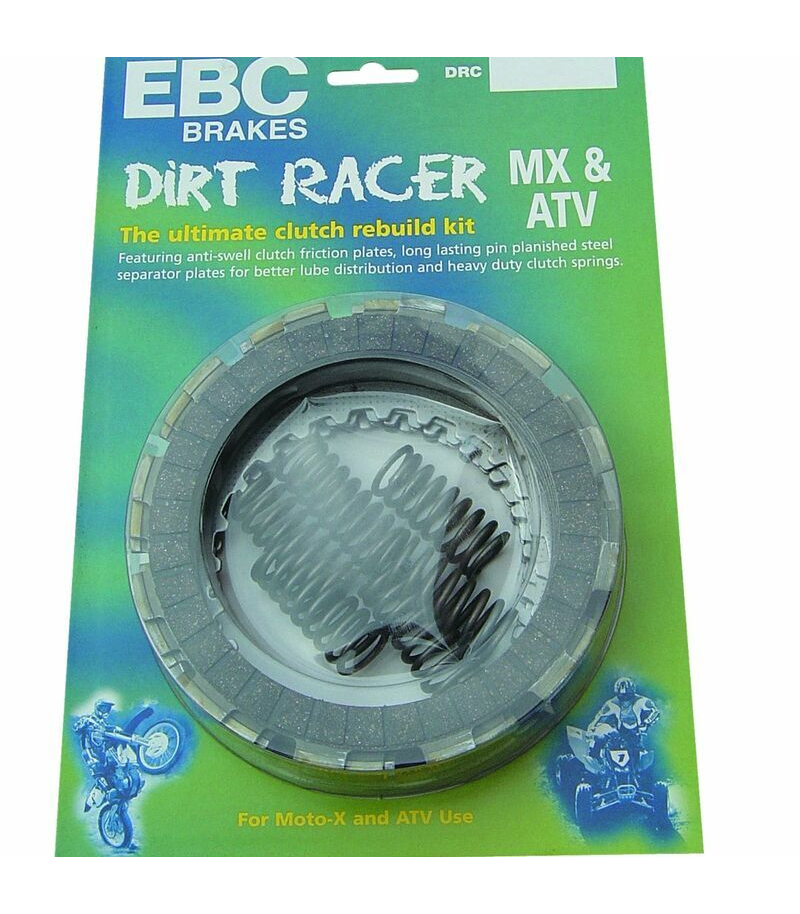 EBC
BRAKES
DRC
DiRT RACER
MX &
ATV
The ultimate clutch rebuild kit
Featuring anti-swell clutch friction plates, long lasting pin planished steel
separator plates for better lube distribution and heavy duty clutch springs.
7
For Moto-X and ATV Use